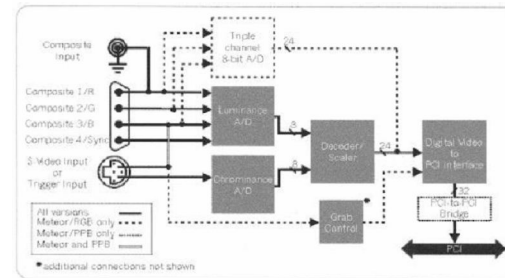 Composite
Input
Composite 1/R
Composite 2/G
Composite 3/B
Composite 4/Sync
S-Video Input
or
Trigger Input
Triple
channel
8-bit A/D
24
Luminance
A/D
8
Chrominance
A/D
8
Decoder/
Scaler
24
Digital Video
to
PCI Interface
Grab
Control
*
32
PCI-to-PCI
Bridge
PCI
All versions
Meteor/RGB only
Meteor/PPB only
Meteor and PPB
*additional connections not shown